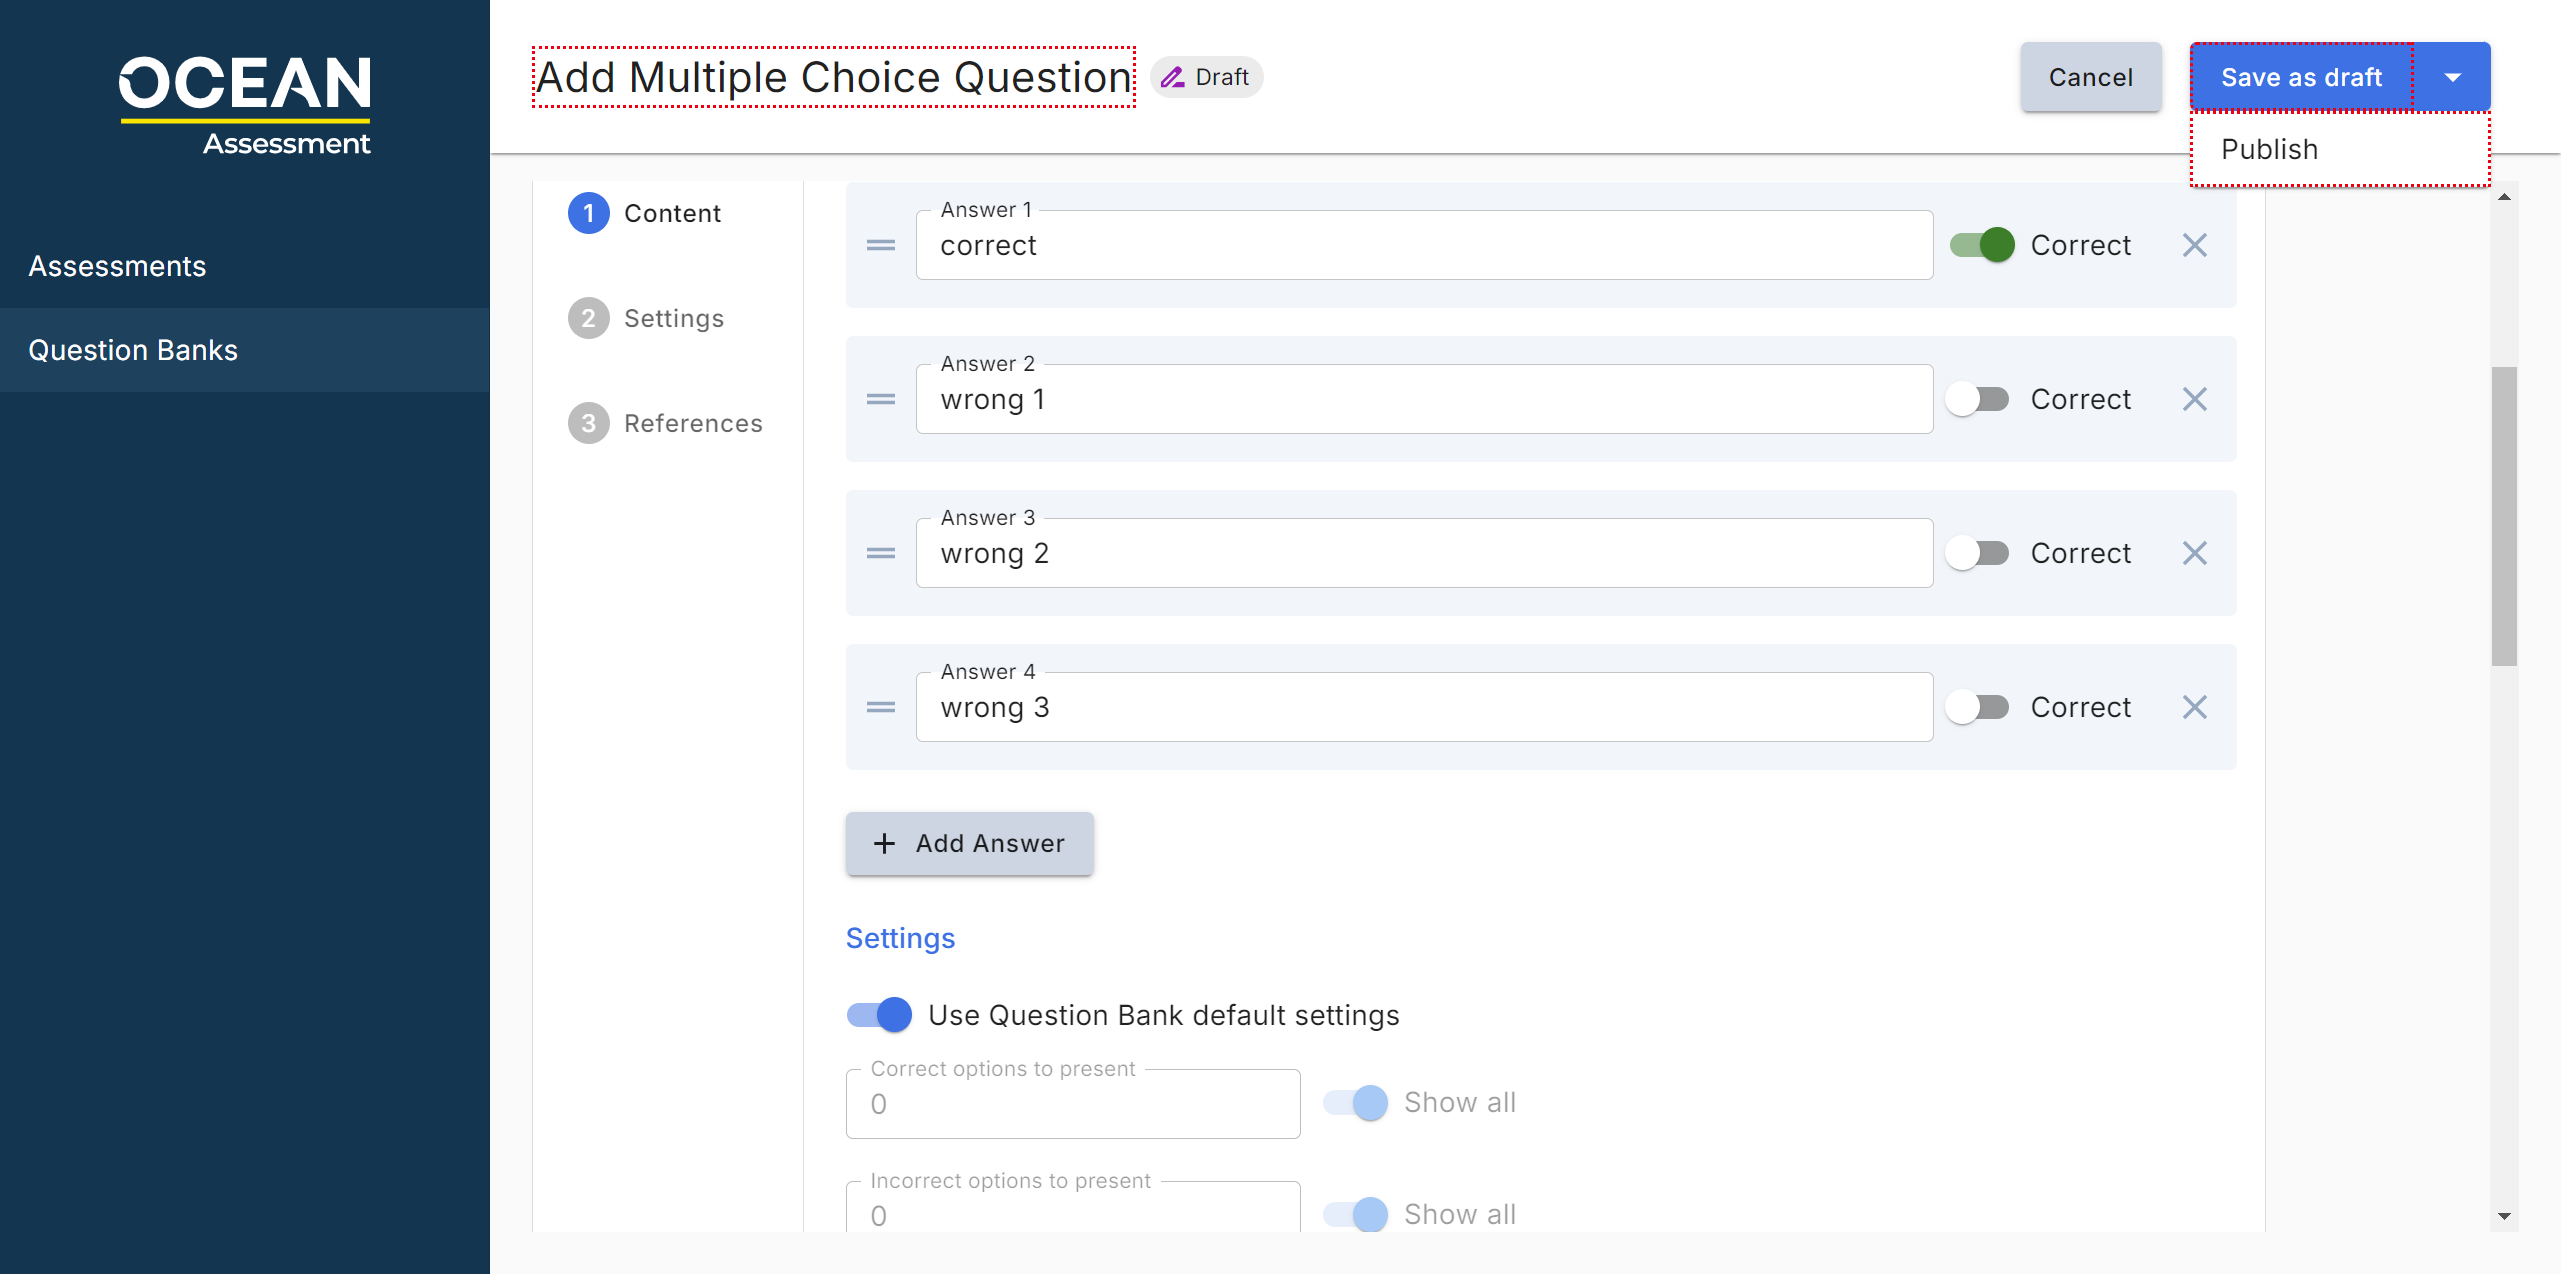 OCEAN
Assessment
Assessments
Question Banks
Add Multiple Choice Question
Draft
Cancel
Save as draft
Publish
1 Content
2 Settings
3 References
Answer 1
correct
Correct
Answer 2
wrong 1
Correct
Answer 3
wrong 2
Correct
Answer 4
wrong 3
Correct
Add Answer
Settings
Use Question Bank default settings
Correct options to present
0
Show all
Incorrect options to present
0
Show all